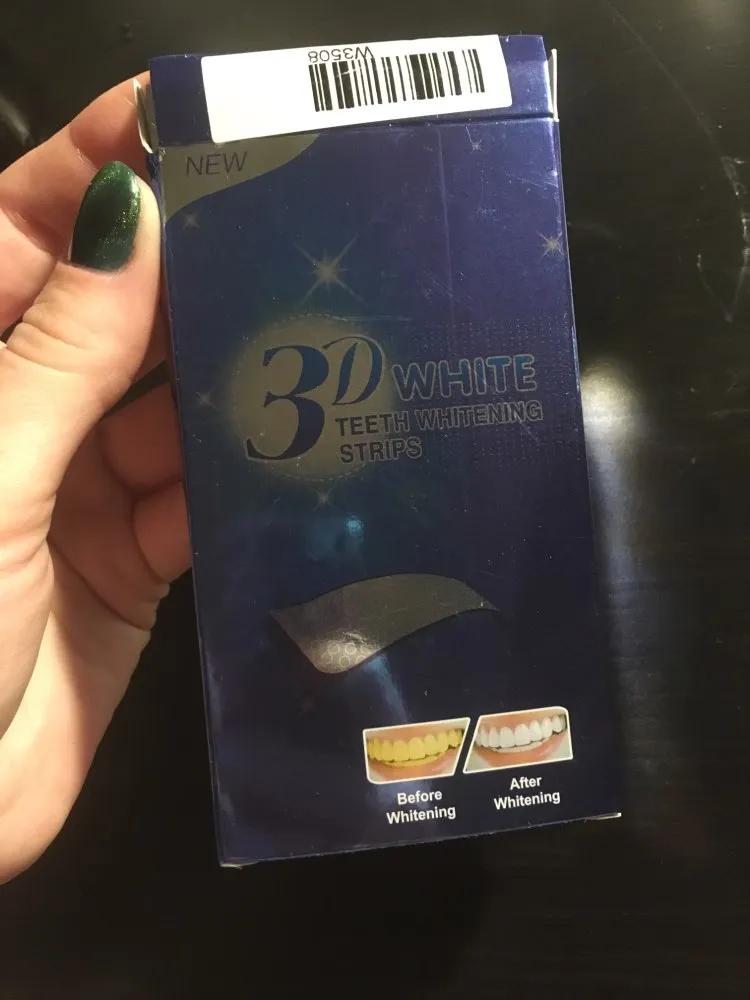 W3508
NEW
3D WHITE
TEETH WHITENING
STRIPS
Before
Whitening
After
Whitening